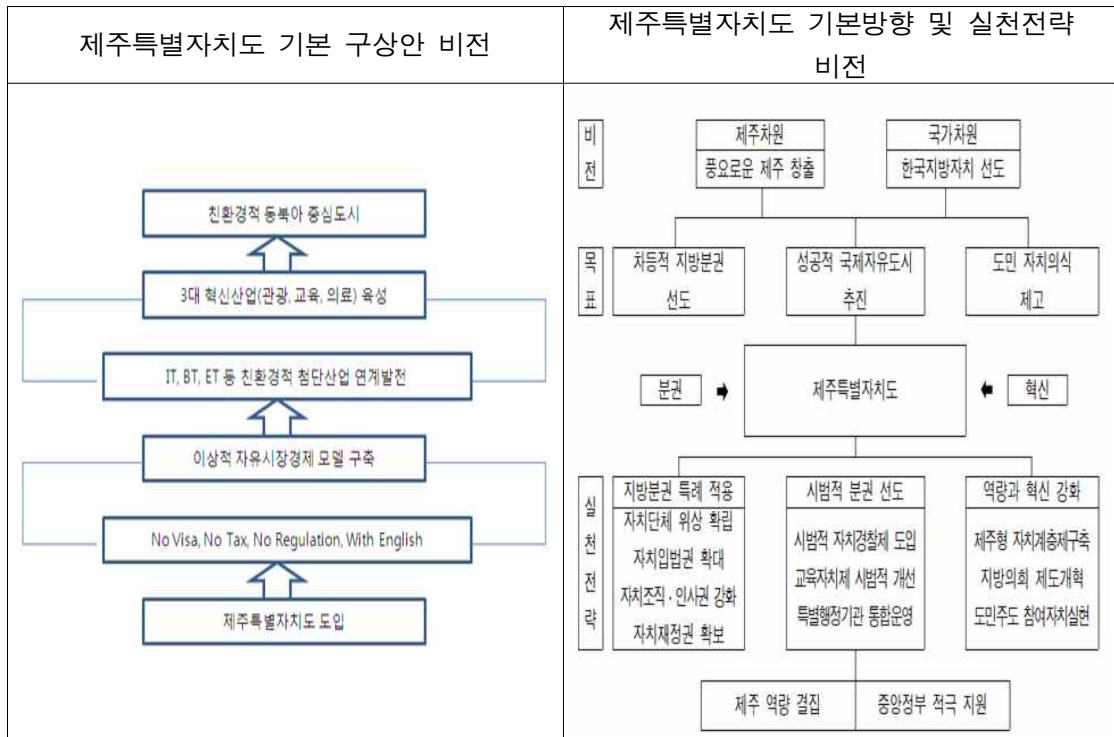 제주특별자치도 기본 구상안 비전
제주특별자치도 기본방향 및 실천전략
비전
친환경적 동북아 중심도시
3대 혁신산업(관광, 교육, 의료) 육성
IT, BT, ET 등 친환경적 첨단산업 연계발전
이상적 자유시장경제 모델 구축
No Visa, No Tax, No Regulation, With English
제주특별자치도 도입
비
전
제주차원
풍요로운 제주 창출
국가차원
한국지방자치 선도
목
표
차등적 지방분권
선도
성공적 국제자유도시
추진
도민 자치의식
제고
분권
제주특별자치도
혁신
실
천
전
략
지방분권 특례 적용
자치단체 위상 확립
자치입법권 확대
자치조직·인사권 강화
자치재정권 확보
시범적 분권 선도
시범적 자치경찰제 도입
교육자치제 시범적 개선
특별행정기관 통합운영
역량과 혁신 강화
제주형 자치계층제구축
지방의회 제도개혁
도민주도 참여자치실현
제주 역량 결집
중앙정부 적극 지원